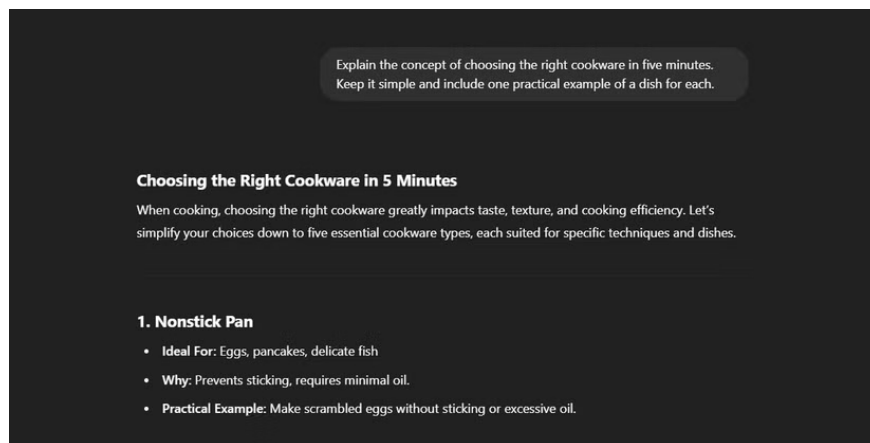 Explain the concept of choosing the right cookware in five minutes.
Keep it simple and include one practical example of a dish for each.
Choosing the Right Cookware in 5 Minutes
When cooking, choosing the right cookware greatly impacts taste, texture, and cooking efficiency. Let's
simplify your choices down to five essential cookware types, each suited for specific techniques and dishes.
1. Nonstick Pan
• Ideal For: Eggs, pancakes, delicate fish
• Why: Prevents sticking, requires minimal oil.
• Practical Example: Make scrambled eggs without sticking or excessive oil.